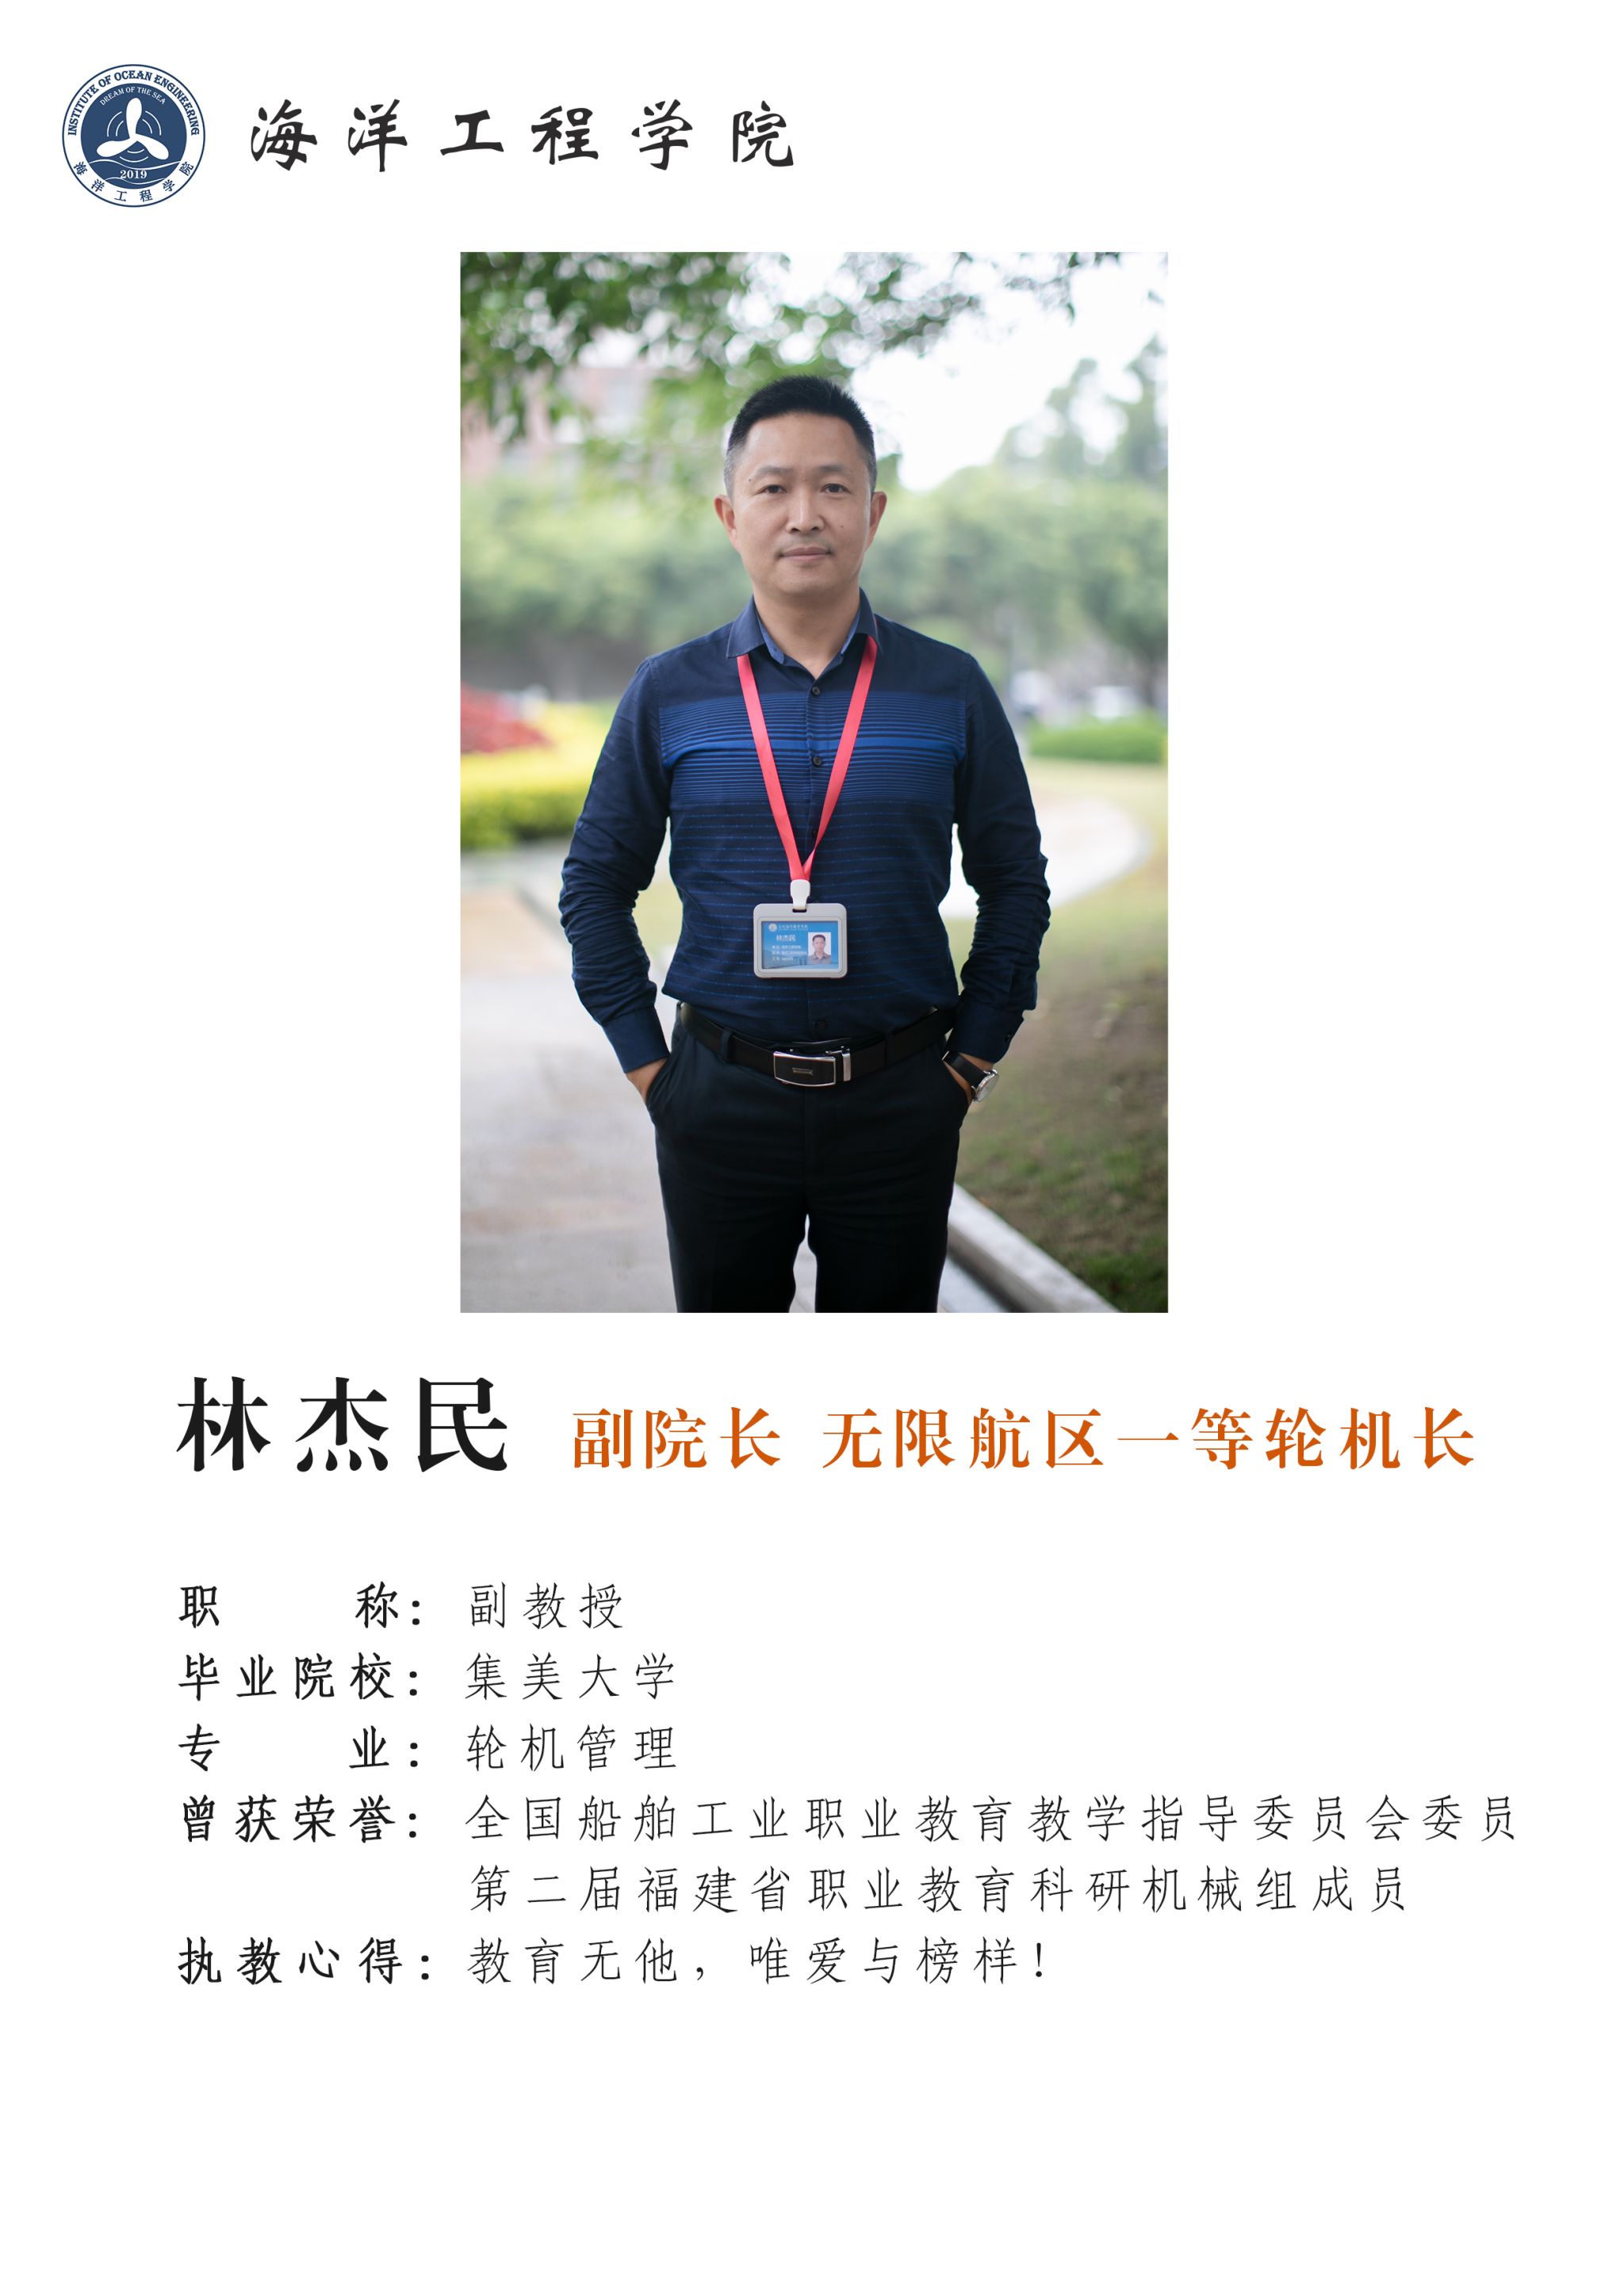 INSTITUTE OF OCEAN ENGINEERING
DREAM OF THE SEA
2019
海洋工程学院
海洋工程学院
林杰民
林杰民 副院长 无限航区一等轮机长
职 称：副教授
毕业院校：集美大学
专 业：轮机管理
曾获荣誉：全国船舶工业职业教育教学指导委员会委员
第二届福建省职业教育科研机械组成员
执教心得：教育无他，唯爱与榜样！